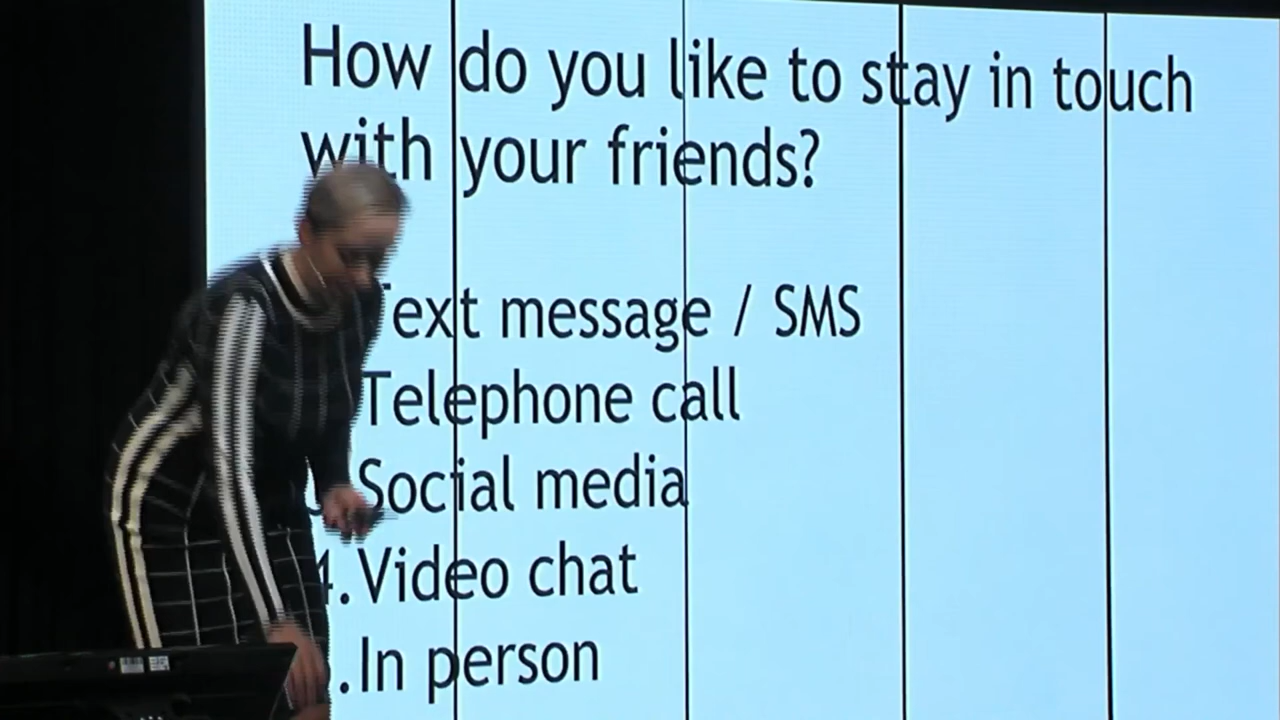 How do you like to stay in touch
with your friends?
Text message / SMS
Telephone call
Social media
4. Video chat
. In person